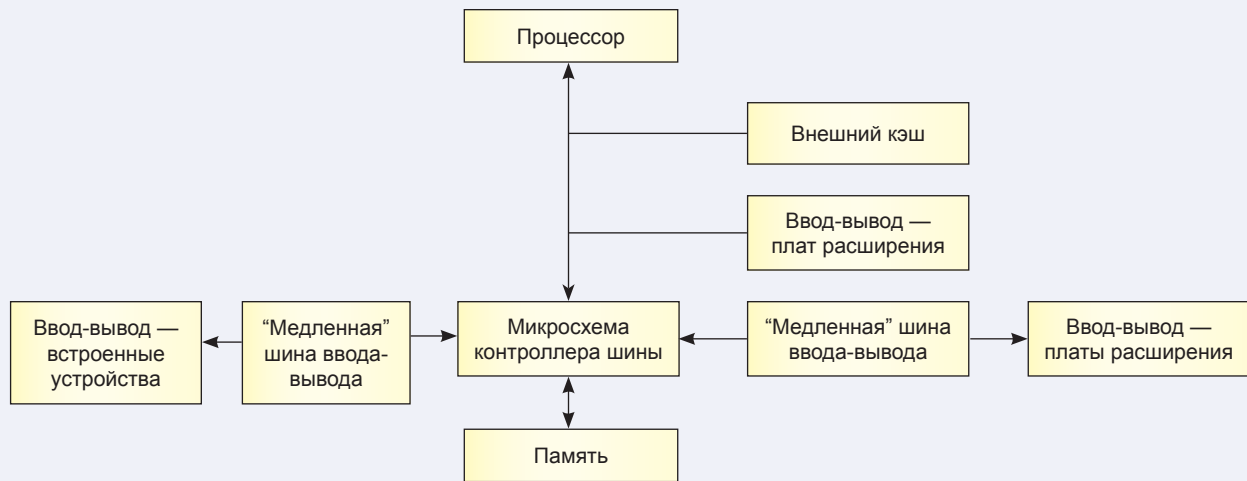 Процессор
Внешний кэш
Ввод-вывод —
плат расширения
Ввод-вывод —
встроенные
устройства
“Медленная”
шина ввода-
вывода
Микросхема
контроллера шины
“Медленная” шина
ввода-вывода
Ввод-вывод —
платы расширения
Память